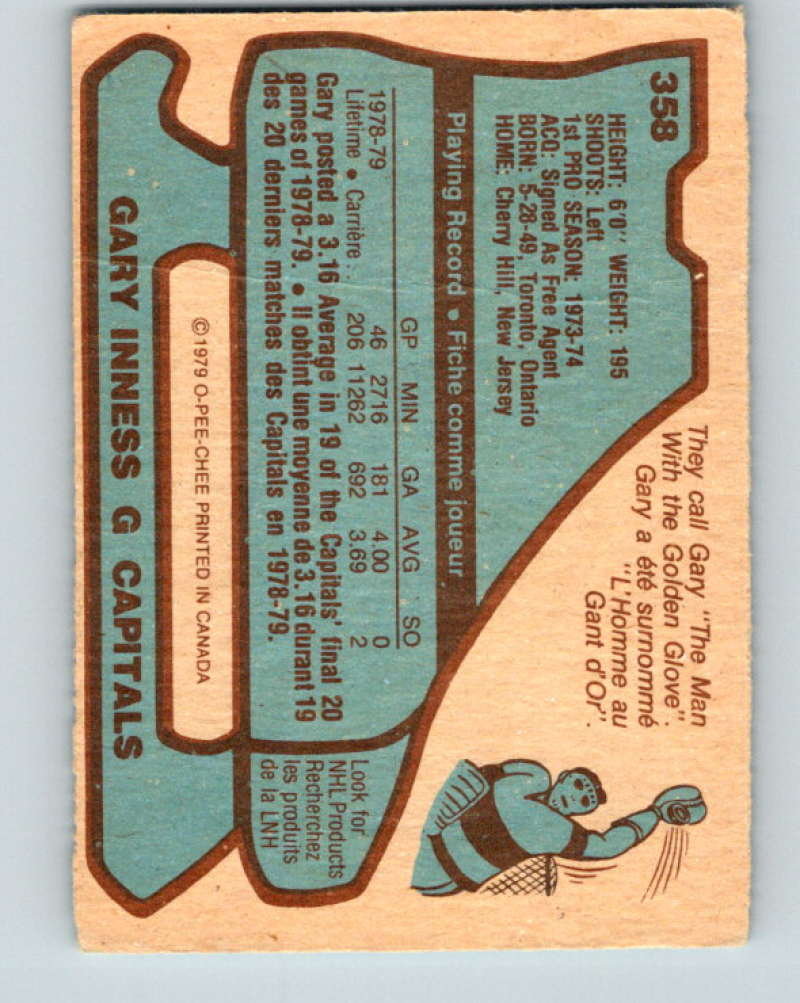 358
HEIGHT: 6'0" WEIGHT: 195
SHOOTS: Left
1st PRO SEASON: 1973-74
ACQ: Signed As Free Agent
BORN: 5-28-49, Toronto, Ontario
HOME: Cherry Hill, New Jersey
They call Gary "The Man
With the Golden Glove".
Gary a été surnommé
"L'Homme au
Gant d'Or".
Playing Record • Fiche comme joueur
GP MIN GA AVG SO
1978-79 46 2716 181 4.00 0
Lifetime • Carrière .. 206 11262 692 3.69 2
Gary posted a 3.16 Average in 19 of the Capitals' final 20
games of 1978-79. • Il obtint une moyenne de 3.16 durant 19
des 20 derniers matches des Capitals en 1978-79.
Look for
NHL Products
Recherchez
les produits
de la LNH
©1979 O-PEE-CHEE PRINTED IN CANADA
GARY INNESS G CAPITALS